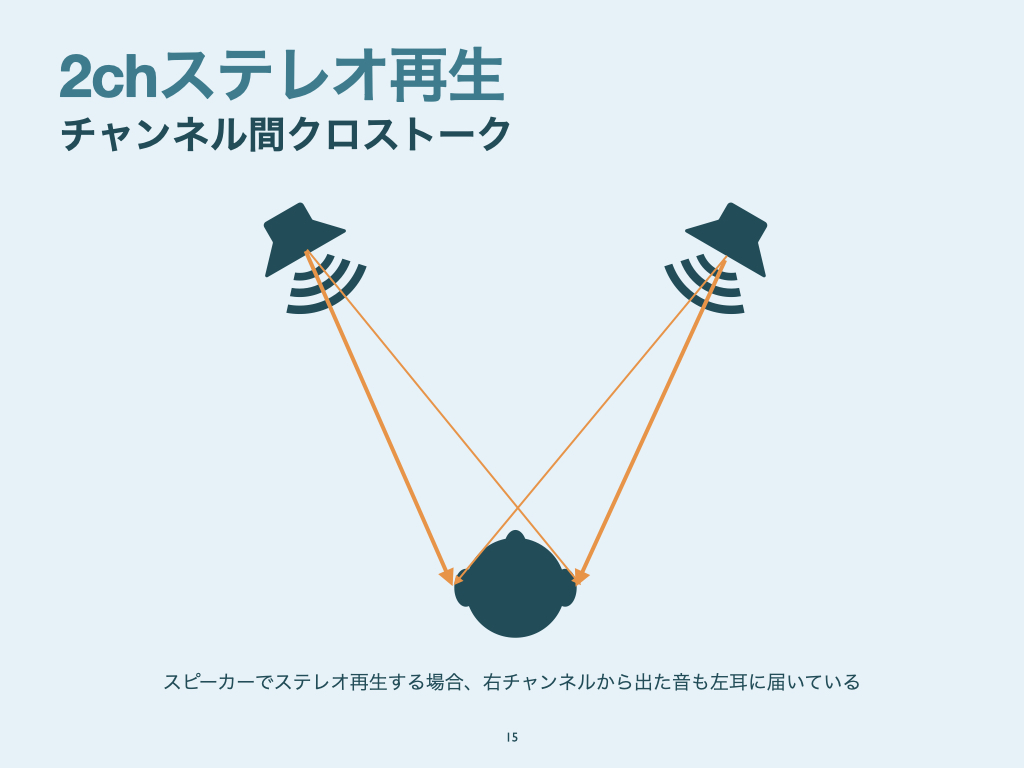 2chステレオ再生
チャンネル間クロストーク
スピーカーでステレオ再生する場合、右チャンネルから出た音も左耳に届いている
15